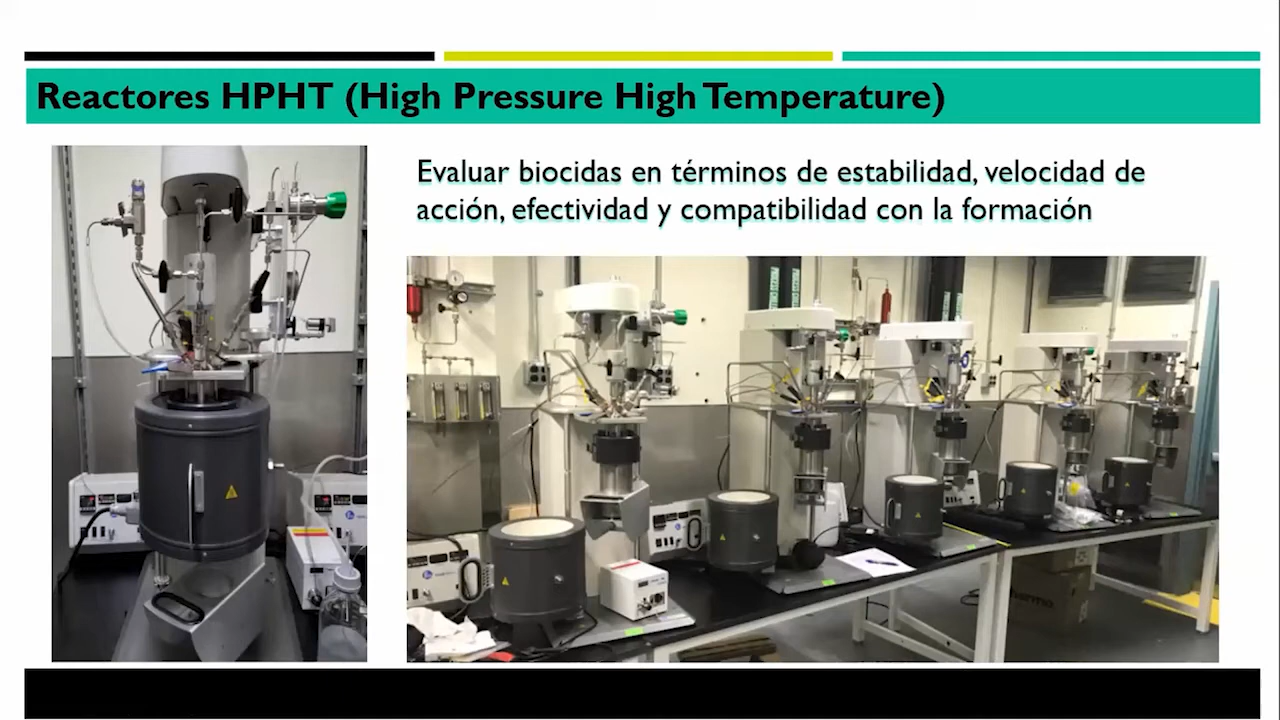 Reactores HPHT (High Pressure High Temperature)
Evaluar biocidas en términos de estabilidad, velocidad de
acción, efectividad y compatibilidad con la formación